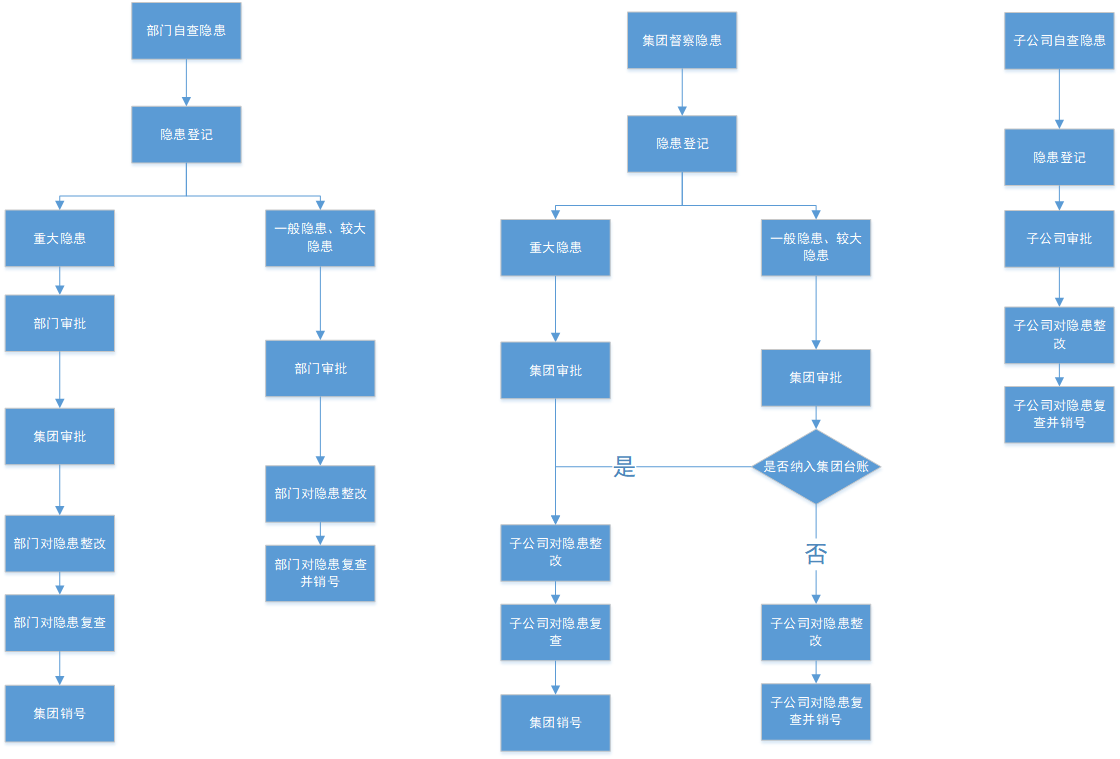 部门自查隐患
隐患登记
重大隐患
一般隐患、较大
隐患
部门审批
部门审批
集团审批
部门对隐患整改
部门对隐患整改
部门对隐患复查
并销号
部门对隐患复查
集团销号
集团督察隐患
隐患登记
重大隐患
一般隐患、较大
隐患
集团审批
集团审批
是否纳入集团台账
是
否
子公司对隐患整
改
子公司对隐患复
查
集团销号
子公司对隐患整
改
子公司对隐患复
查并销号
子公司自查隐患
隐患登记
子公司审批
子公司对隐患整
改
子公司对隐患复
查并销号